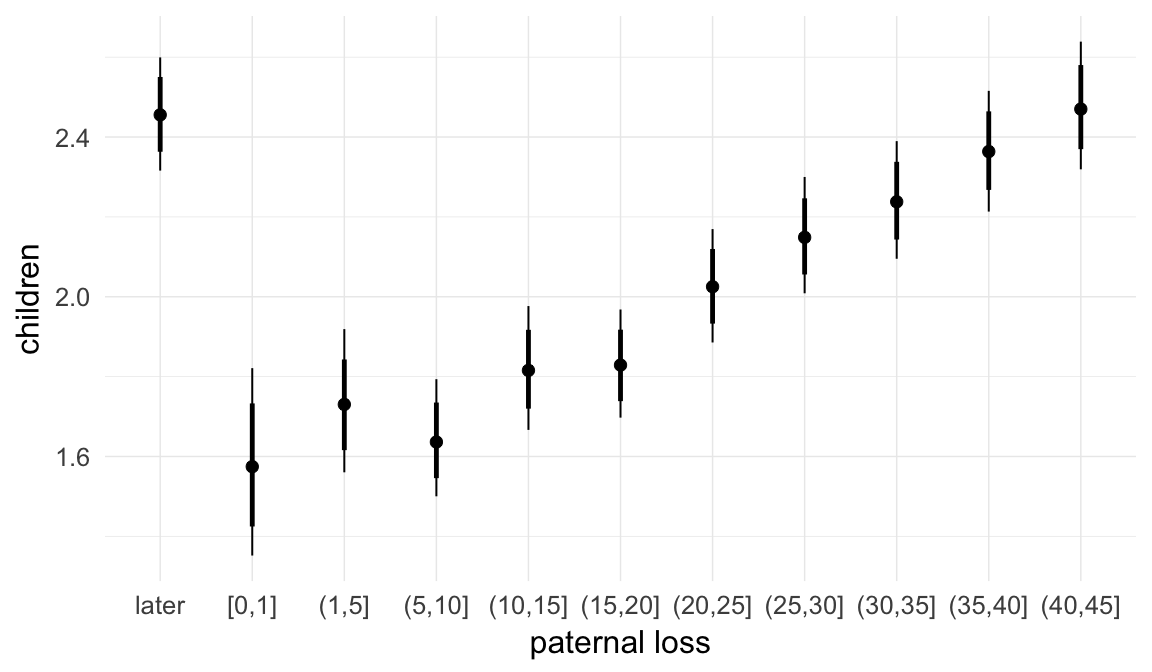 children
2.4
2.0
1.6
later [0,1] (1,5] (5,10] (10,15] (15,20] (20,25] (25,30] (30,35] (35,40] (40,45]
paternal loss